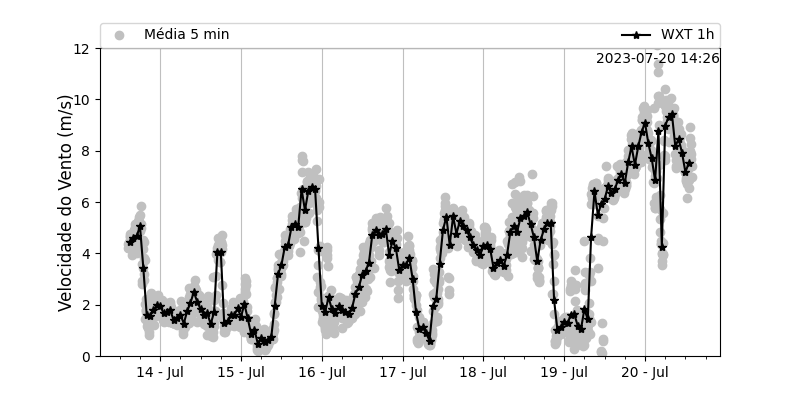 Média 5 min
WXT 1h
2023-07-20 14:26
Velocidade do Vento (m/s)
12
10
8
6
4
2
0
14 - Jul
15 - Jul
16 - Jul
17 - Jul
18 - Jul
19 - Jul
20 - Jul